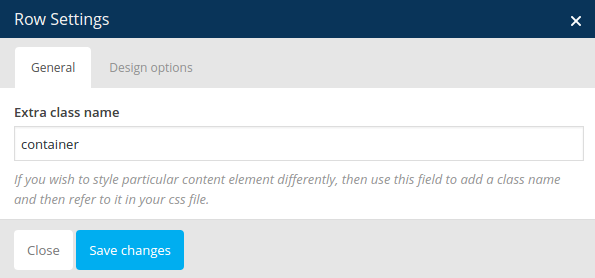 Row Settings ×
General Design options
Extra class name
container
If you wish to style particular content element differently, then use this field to add a class name
and then refer to it in your css file.
Close Save changes